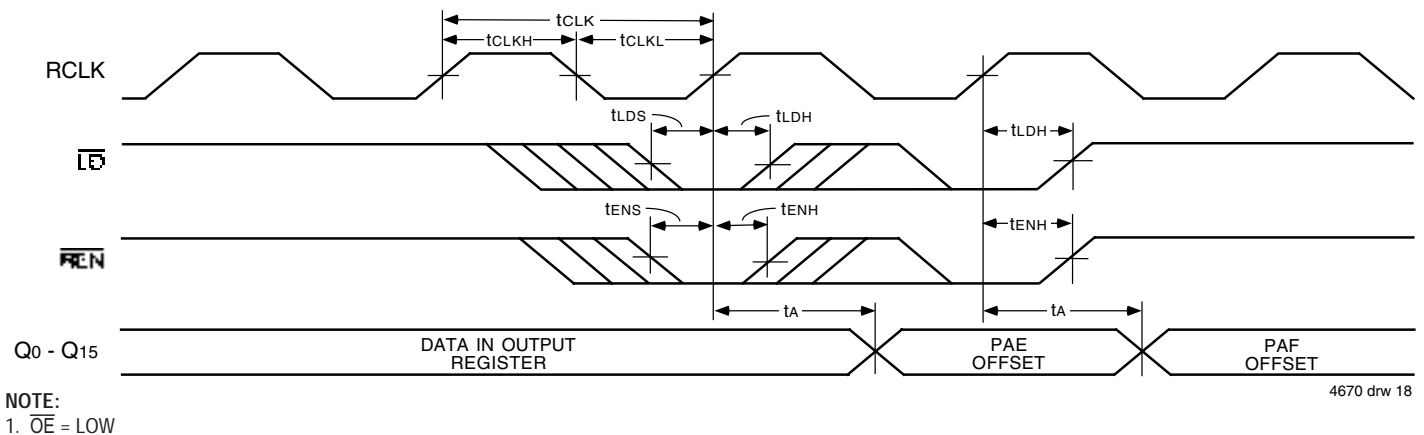 tCLK
tCLKH tCLKL
RCLK
tLDS tLDH tLDH
LD
tENS tENH tENH
REN
tA tA
Q0 - Q15 DATA IN OUTPUT REGISTER PAE OFFSET PAF OFFSET
4670 drw 18
NOTE:
1. OE = LOW